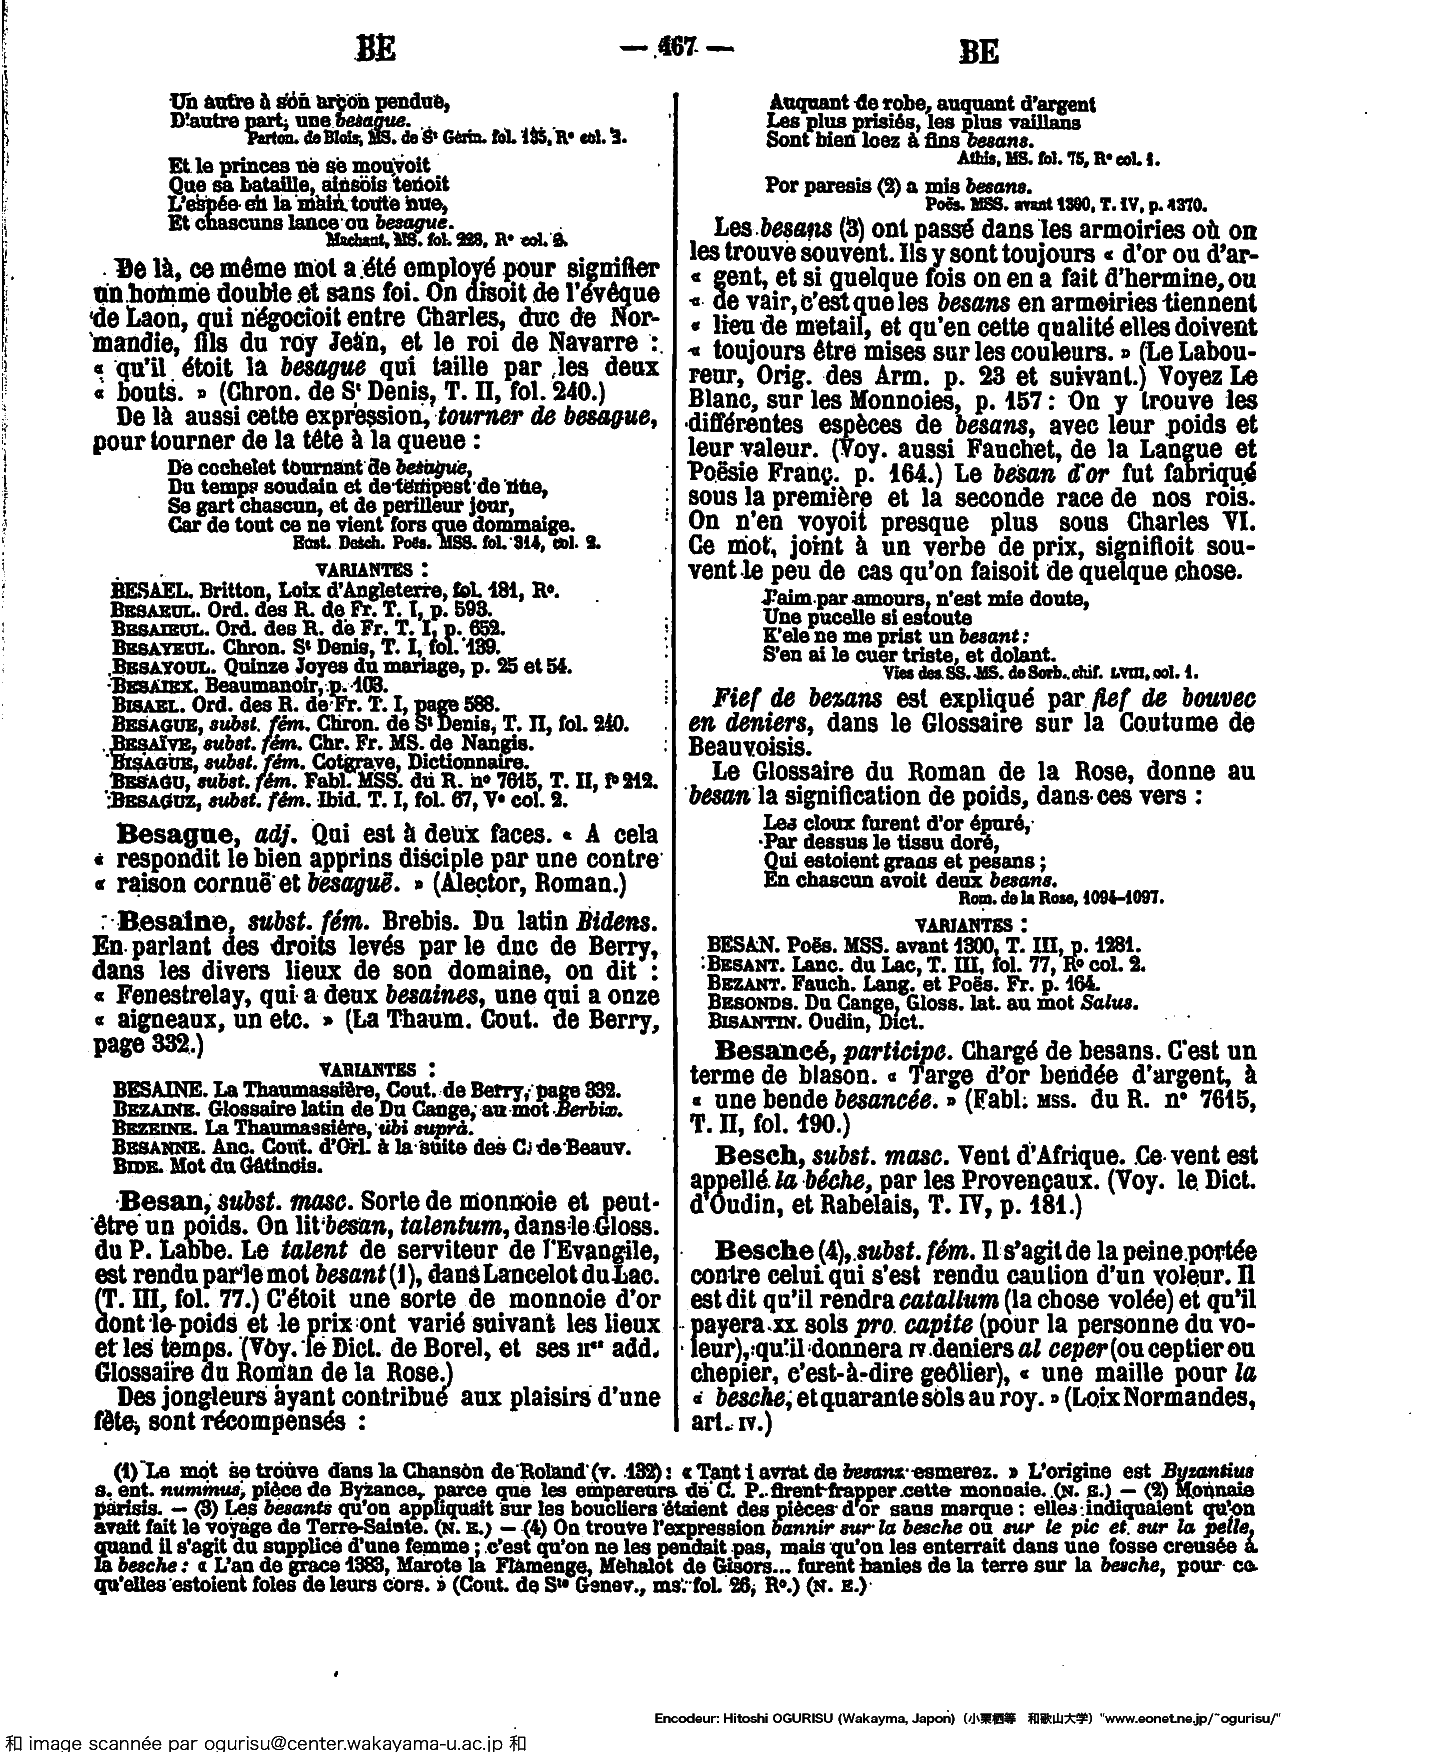 BE
— 467 —
BE
Un autre à son arçon pendue,
D'autre part, une besague.
Parton. de Blois, MS. de St Germ. fol. 135, Ro col. 2.
Et le princes ne se mouvoit
Que sa bataille, ainsois tenoit
L'espée en la main toute nue,
Et chascuns lance ou besague.
Machaut, MS. fol. 223, Ro col. 2.
De là, ce même mot a été employé pour signifier
un homme double et sans foi. On disoit de l'évêque
de Laon, qui négocioit entre Charles, duc de Nor-
mandie, fils du roy Jean, et le roi de Navarre :
« qu'il étoit la besague qui taille par les deux
« bouts. » (Chron. de St Denis, T. II, fol. 240.)
De là aussi cette expression, tourner de besague,
pour tourner de la tête à la queue :
De cochelet tournant de besague,
Du temps soudain et de tempest de nue,
Se gart chascun, et de perilleur jour,
Car de tout ce ne vient fors que dommaige.
Eust. Desch. Poës. MSS. fol. 314, col. 2.
VARIANTES :
BESAEL. Britton, Loix d'Angleterre, fol. 181, Ro.
BESAEUL. Ord. des R. de Fr. T. I, p. 593.
BESAIEUL. Ord. des R. de Fr. T. I, p. 652.
BESAYEUL. Chron. St Denis, T. I, fol. 139.
BESAYOUL. Quinze Joyes du mariage, p. 25 et 54.
BESAIEX. Beaumanoir, p. 103.
BISAEL. Ord. des R. de Fr. T. I, page 588.
BESAGUE, subst. fém. Chron. de St Denis, T. II, fol. 240.
BESAÏVE, subst. fém. Chr. Fr. MS. de Nangis.
BISAGUE, subst. fém. Cotgrave, Dictionnaire.
BESAGU, subst. fém. Fabl. MSS. du R. no 7615, T. II, fo 212.
BESAGUZ, subst. fém. Ibid. T. I, fol. 67, Vo col. 2.
Besague, adj. Qui est à deux faces. « A cela
« respondit le bien apprins disciple par une contre
« raison cornuë et besaguë. » (Alector, Roman.)
Besaine, subst. fém. Brebis. Du latin Bidens.
En parlant des droits levés par le duc de Berry,
dans les divers lieux de son domaine, on dit :
« Fenestrelay, qui a deux besaines, une qui a onze
« aigneaux, un etc. » (La Thaum. Cout. de Berry,
page 332.)
VARIANTES :
BESAINE. La Thaumassière, Cout. de Berry, page 332.
BEZAINE. Glossaire latin de Du Cange, au mot Berbix.
BEZEINE. La Thaumassière, ubi suprà.
BESANNE. Anc. Cout. d'Orl. à la suite des C. de Beauv.
BIDE. Mot du Gâtinois.
Besan, subst. masc. Sorte de monnoie et peut-
être un poids. On lit besan, talentum, dans le Gloss.
du P. Labbe. Le talent de serviteur de l'Evangile,
est rendu par le mot besant (1), dans Lancelot du Lac.
(T. III, fol. 77.) C'étoit une sorte de monnoie d'or
dont le poids et le prix ont varié suivant les lieux
et les temps. (Voy. le Dict. de Borel, et ses IIes add.
Glossaire du Roman de la Rose.)
Des jongleurs ayant contribué aux plaisirs d'une
fête, sont récompensés :
Auquant de robe, auquant d'argent
Les plus prisiés, les plus vaillans
Sont bien loez à fins besans.
Athis, MS. fol. 75, Ro col. 1.
Por paresis (2) a mis besans.
Poës. MSS. avant 1300, T. IV, p. 1370.
Les besans (3) ont passé dans les armoiries où on
les trouve souvent. Ils y sont toujours « d'or ou d'ar-
« gent, et si quelque fois on en a fait d'hermine, ou
« de vair, c'est que les besans en armoiries tiennent
« lieu de metail, et qu'en cette qualité elles doivent
« toujours être mises sur les couleurs. » (Le Labou-
reur, Orig. des Arm. p. 23 et suivant.) Voyez Le
Blanc, sur les Monnoies, p. 157 : On y trouve les
différentes espèces de besans, avec leur poids et
leur valeur. (Voy. aussi Fauchet, de la Langue et
Poësie Franç. p. 164.) Le besan d'or fut fabriqué
sous la première et la seconde race de nos rois.
On n'en voyoit presque plus sous Charles VI.
Ce mot, joint à un verbe de prix, signifioit sou-
vent le peu de cas qu'on faisoit de quelque chose.
J'aim par amours, n'est mie doute,
Une pucelle si estoute
K'ele ne me prist un besant :
S'en ai le cuer triste, et dolant.
Vies des SS. MS. de Sorb. chif. LVIII, col. 1.
Fief de bezans est expliqué par fief de bouvec
en deniers, dans le Glossaire sur la Coutume de
Beauvoisis.
Le Glossaire du Roman de la Rose, donne au
besan la signification de poids, dans ces vers :
Les cloux furent d'or épuré,
Par dessus le tissu doré,
Qui estoient grans et pesans ;
En chascun avoit deux besans.
Rom. de la Rose, 1094-1097.
VARIANTES :
BESAN. Poës. MSS. avant 1300, T. III, p. 1281.
BESANT. Lanc. du Lac, T. III, fol. 77, Ro col. 2.
BEZANT. Fauch. Lang. et Poës. Fr. p. 164.
BESONDS. Du Cange, Gloss. lat. au mot Salus.
BISANTIN. Oudin, Dict.
Besancé, participe. Chargé de besans. C'est un
terme de blason. « Targe d'or bendée d'argent, à
« une bende besancée. » (Fabl. MSS. du R. no 7615,
T. II, fol. 190.)
Besch, subst. masc. Vent d'Afrique. Ce vent est
appellé la béche, par les Provençaux. (Voy. le Dict.
d'Oudin, et Rabelais, T. IV, p. 181.)
Besche (4), subst. fém. Il s'agit de la peine portée
contre celui qui s'est rendu caution d'un voleur. Il
est dit qu'il rendra catallum (la chose volée) et qu'il
payera xx sols pro capite (pour la personne du vo-
leur), qu'il donnera IV deniers al ceper (ou ceptier ou
chepier, c'est-à-dire geôlier), « une maille pour la
« besche, et quarante sols au roy. » (Loix Normandes,
art. IV.)
(1) Le mot se trouve dans la Chanson de Roland (v. 132) : « Tant i avrat de besanz esmerez. » L'origine est Byzantius
s. ent. nummus, pièce de Byzance, parce que les empereurs de C. P. firent frapper cette monnaie. (N. E.) — (2) Monnaie
parisis. — (3) Les besants qu'on appliquait sur les boucliers étaient des pièces d'or sans marque : elles indiquaient qu'on
avait fait le voyage de Terre-Sainte. (N. E.) — (4) On trouve l'expression bannir sur la besche ou sur le pic et sur la pelle,
quand il s'agit du supplice d'une femme ; c'est qu'on ne les pendait pas, mais qu'on les enterrait dans une fosse creusée à
la besche : « L'an de grace 1383, Marote la Flamenge, Mehalot de Gisors... furent banies de la terre sur la besche, pour ce
qu'elles estoient foles de leurs cors. » (Cout. de Ste Genev., ms. fol. 26, Ro.) (N. E.)
Encodeur: Hitoshi OGURISU (Wakayma, Japon) (小栗栖等 和歌山大学) "www.eonet.ne.jp/~ogurisu/"
和 image scannée par ogurisu@center.wakayama-u.ac.jp 和